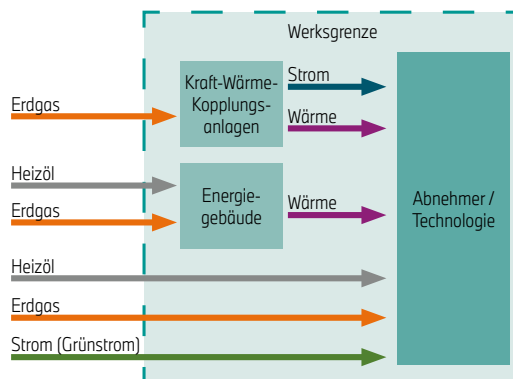 Werksgrenze
Erdgas
Kraft-Wärme-
Kopplungs-
anlagen
Strom
Wärme
Heizöl
Erdgas
Energie-
gebäude
Wärme
Abnehmer /
Technologie
Heizöl
Erdgas
Strom (Grünstrom)